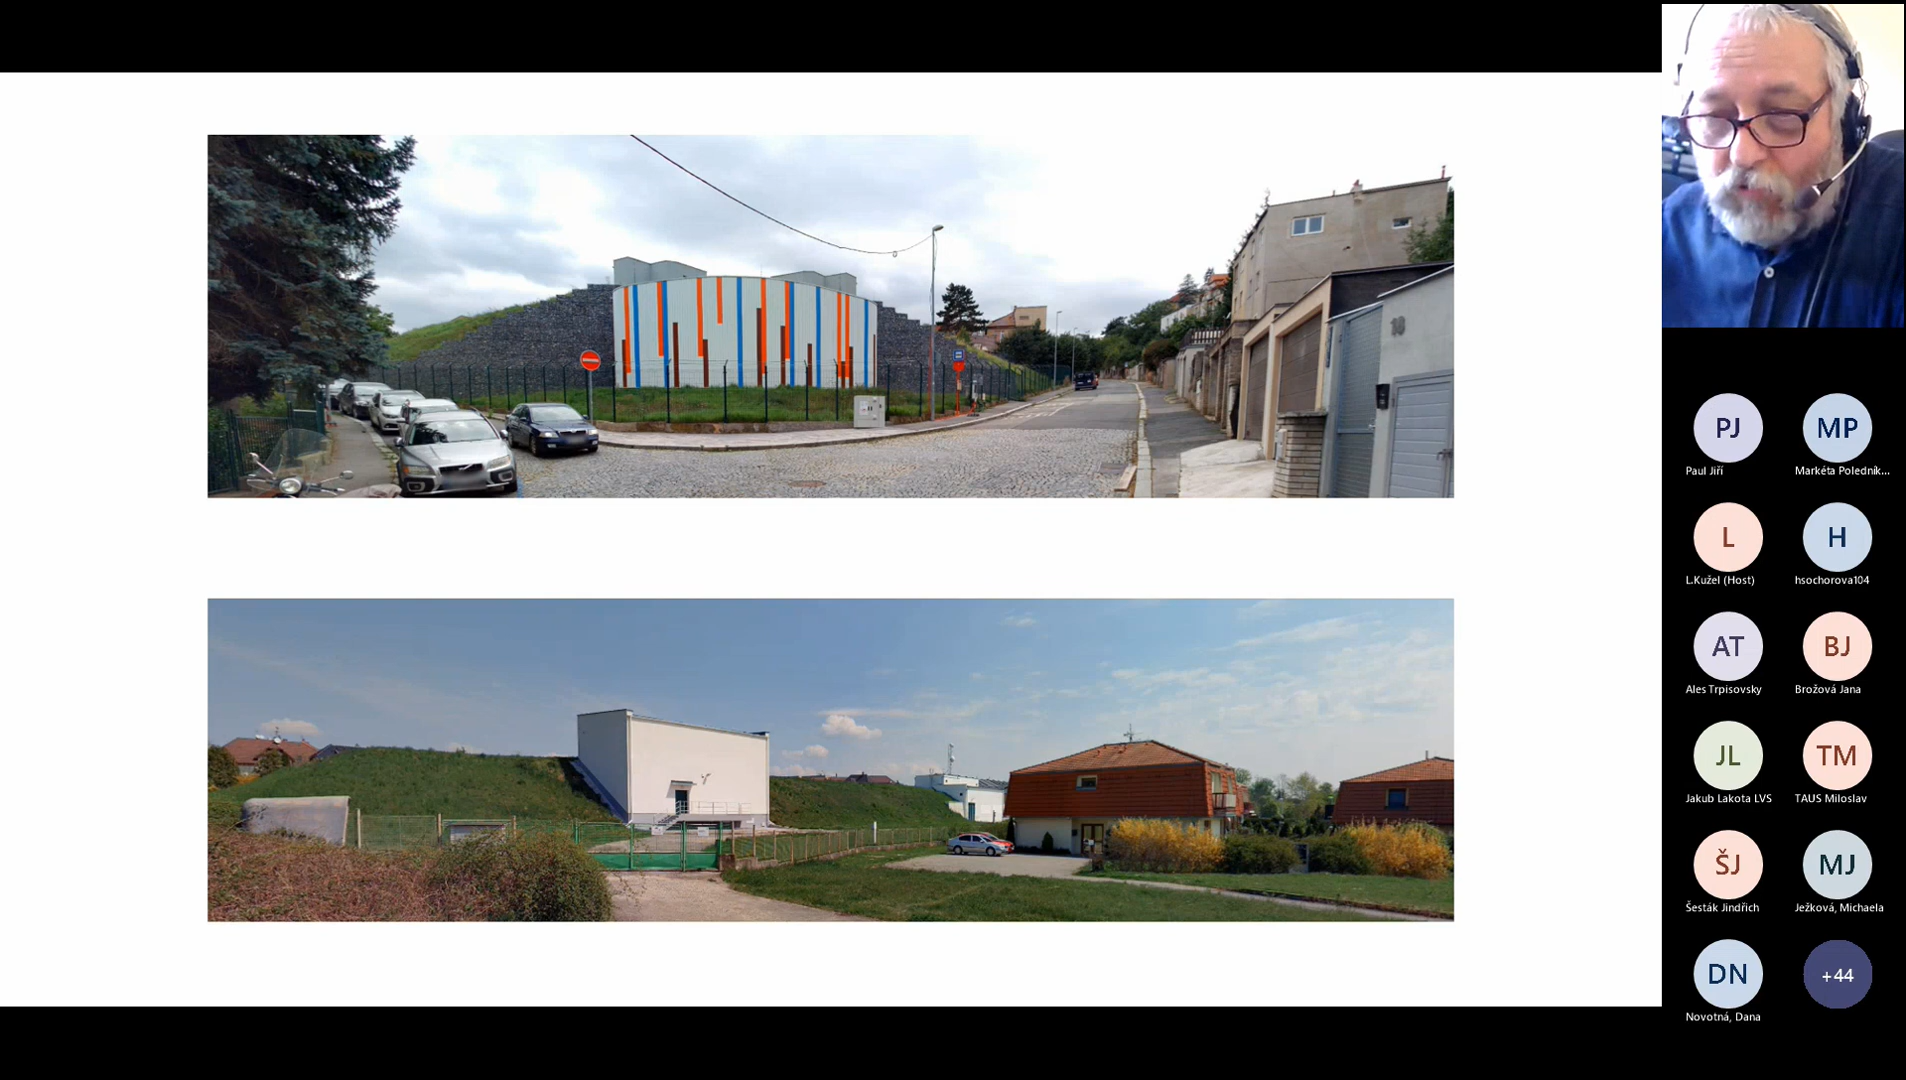 18
PJ
MP
Paul Jiří
Markéta Poledník...
L
H
L.Kužel (Host)
hsochorova104
AT
BJ
Ales Trpisovsky
Brožová Jana
JL
TM
Jakub Lakota LVS
TAUS Miloslav
ŠJ
MJ
Šesták Jindřich
Ježková, Michaela
DN
+44
Novotná, Dana